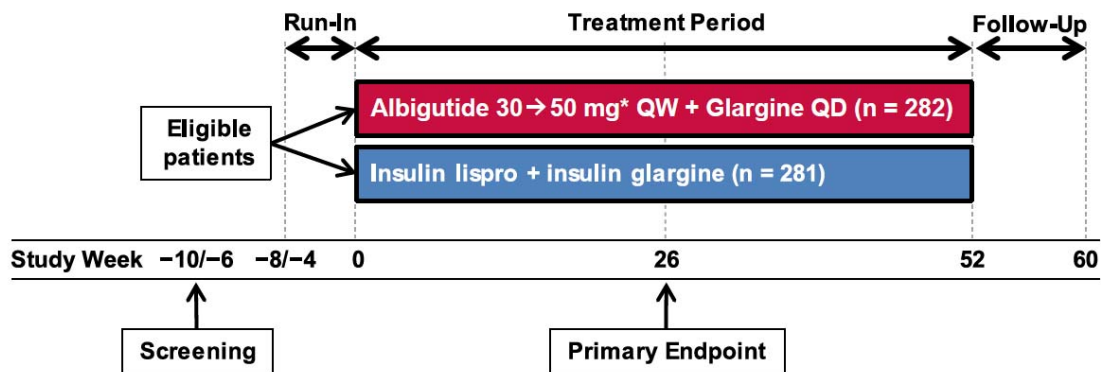 Run-In
Treatment Period
Follow-Up
Albigutide 30→50 mg* QW + Glargine QD (n = 282)
Eligible
patients
Insulin lispro + insulin glargine (n = 281)
Study Week −10/−6 −8/−4 0 26 52 60
Screening
Primary Endpoint